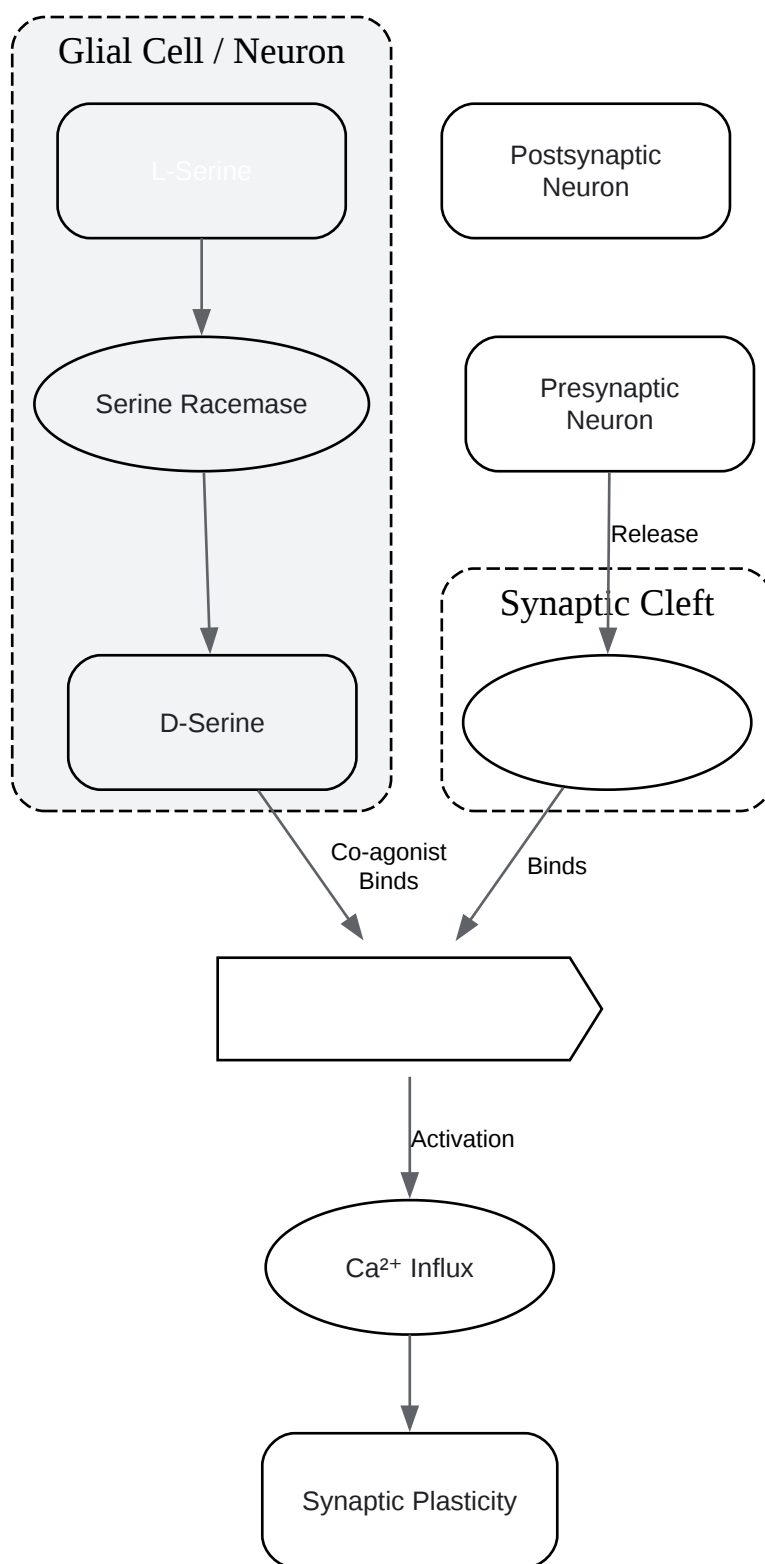 Glial Cell / Neuron
L-Serine
Postsynaptic
Neuron
Serine Racemase
Presynaptic
Neuron
Release
Synaptic Cleft
D-Serine
Co-agonist
Binds
Binds
Activation
Ca²⁺ Influx
Synaptic Plasticity